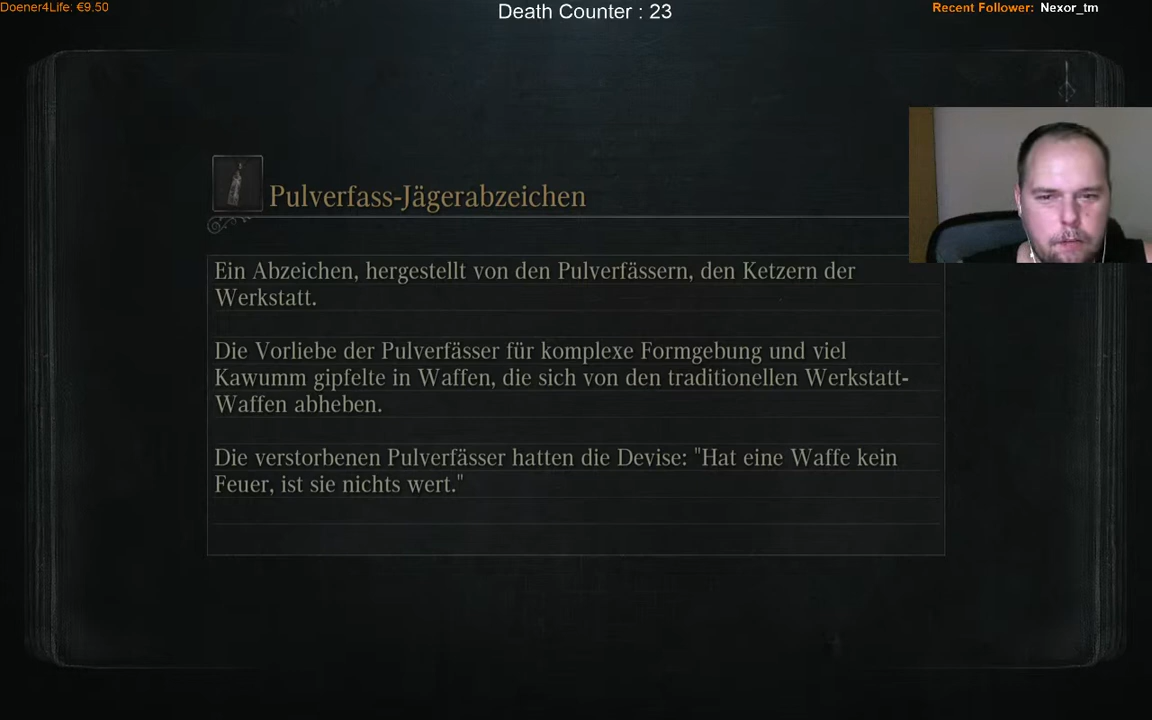 Doener4Life: €9.50
Death Counter : 23
Recent Follower: Nexor_tm
Pulverfass-Jägerabzeichen
Ein Abzeichen, hergestellt von den Pulverfässern, den Ketzern der
Werkstatt.
Die Vorliebe der Pulverfässer für komplexe Formgebung und viel
Kawumm gipfelte in Waffen, die sich von den traditionellen Werkstatt-
Waffen abheben.
Die verstorbenen Pulverfässer hatten die Devise: "Hat eine Waffe kein
Feuer, ist sie nichts wert."